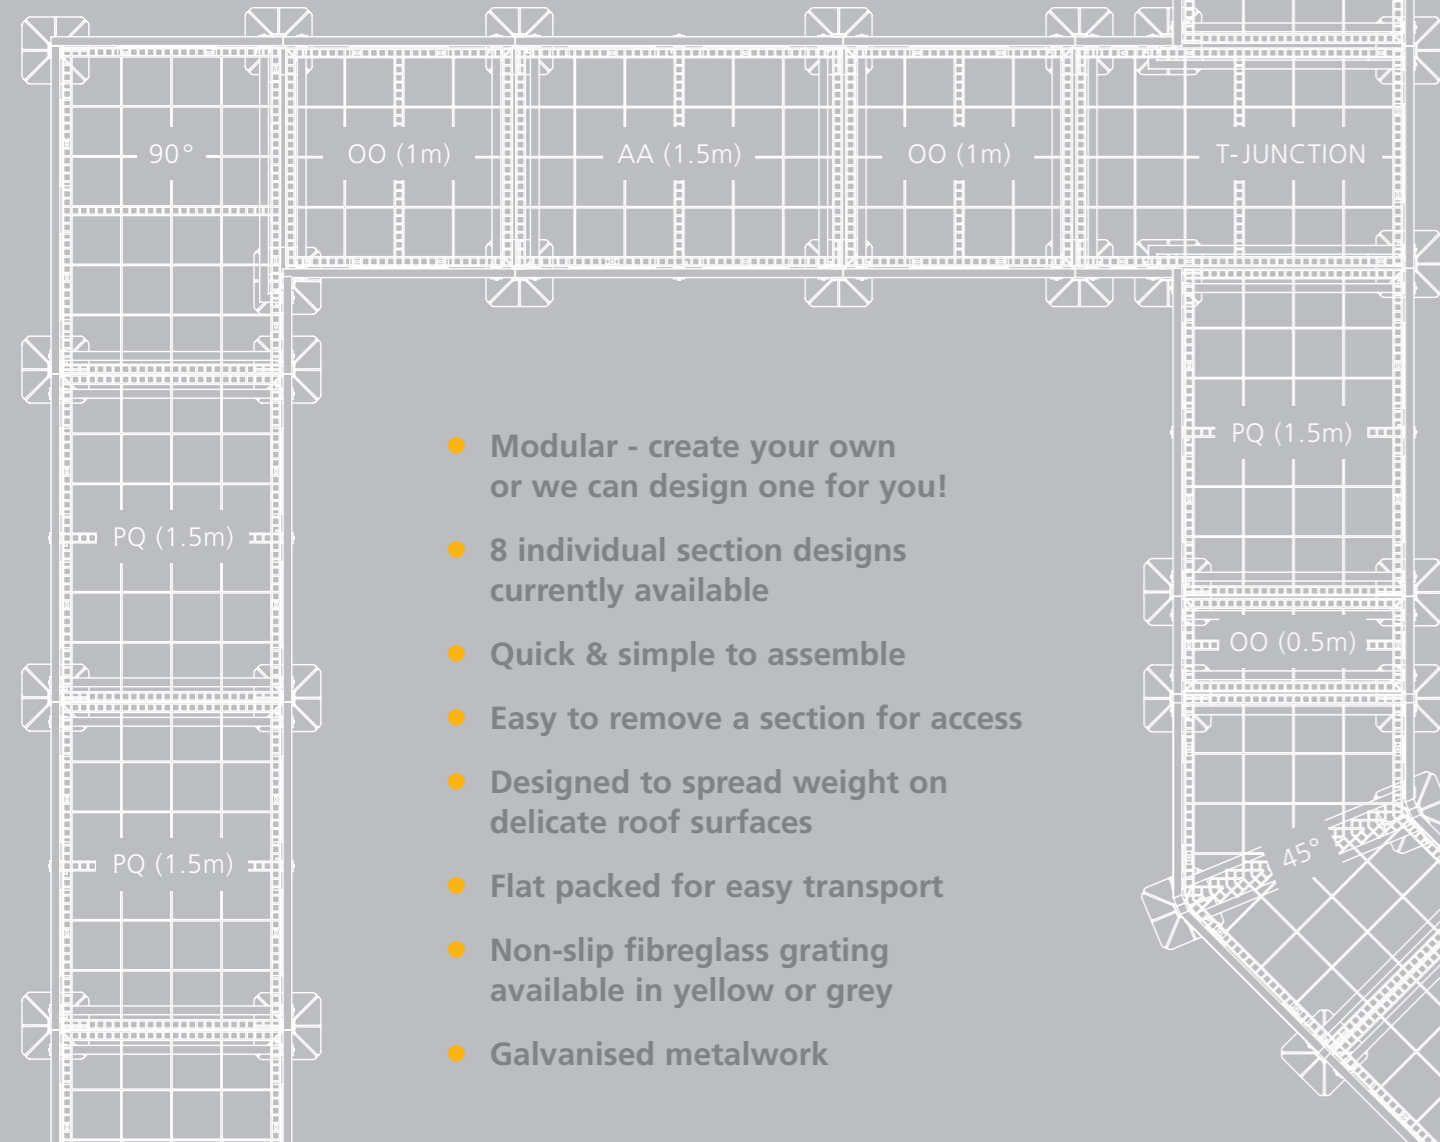 90°
OO (1m)
AA (1.5m)
OO (1m)
T-JUNCTION
PQ (1.5m)
PQ (1.5m)
OO (0.5m)
PQ (1.5m)
45°
Modular - create your own
or we can design one for you!
8 individual section designs
currently available
Quick & simple to assemble
Easy to remove a section for access
Designed to spread weight on
delicate roof surfaces
Flat packed for easy transport
Non-slip fibreglass grating
available in yellow or grey
Galvanised metalwork